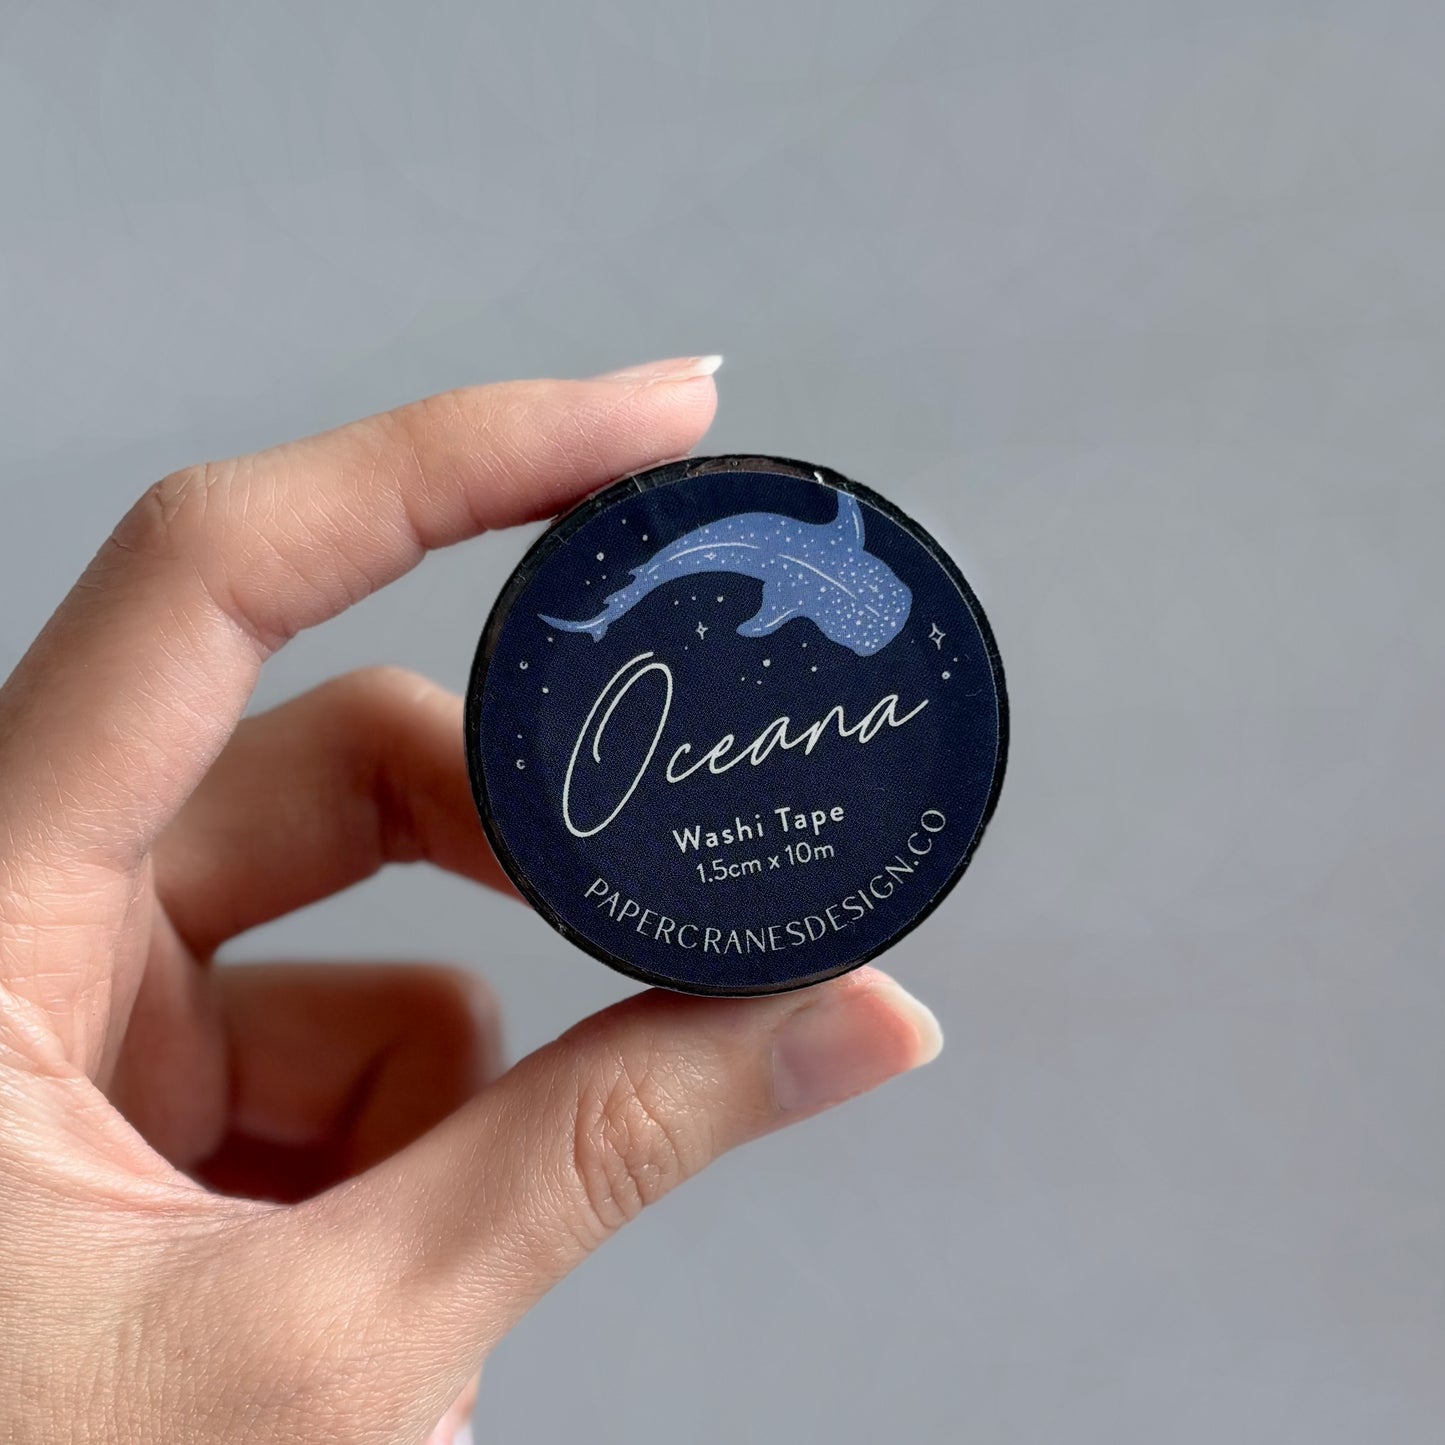 Oceana
Washi Tape
1.5cm x 10m
PAPERCRANESDESIGN.CO